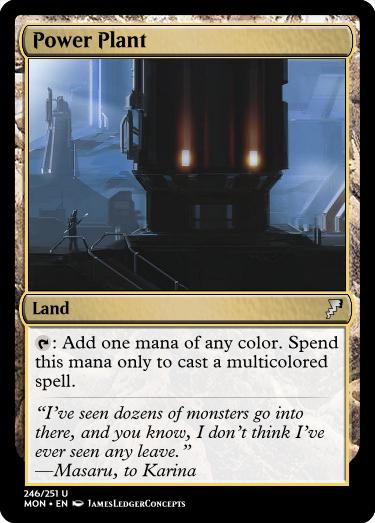 Power Plant
Land
: Add one mana of any color. Spend
this mana only to cast a multicolored
spell.
“I’ve seen dozens of monsters go into
there, and you know, I don’t think I’ve
ever seen any leave.”
—Masaru, to Karina
246/251 U
MON • EN JamesLedgerConcepts